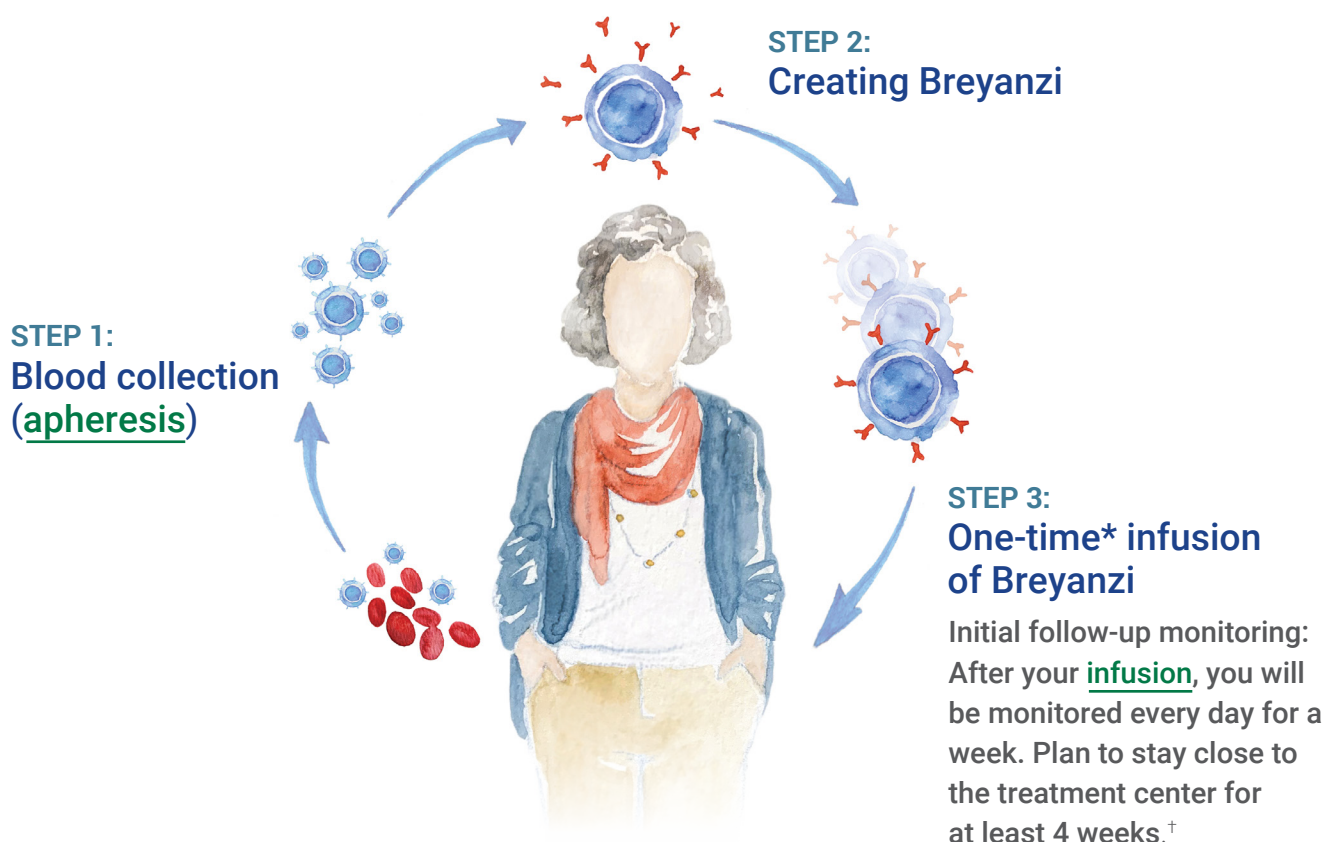 STEP 1:
Blood collection
(apheresis)
STEP 2:
Creating Breyanzi
STEP 3:
One-time* infusion
of Breyanzi
Initial follow-up monitoring:
After your infusion, you will
be monitored every day for a
week. Plan to stay close to
the treatment center for
at least 4 weeks.†